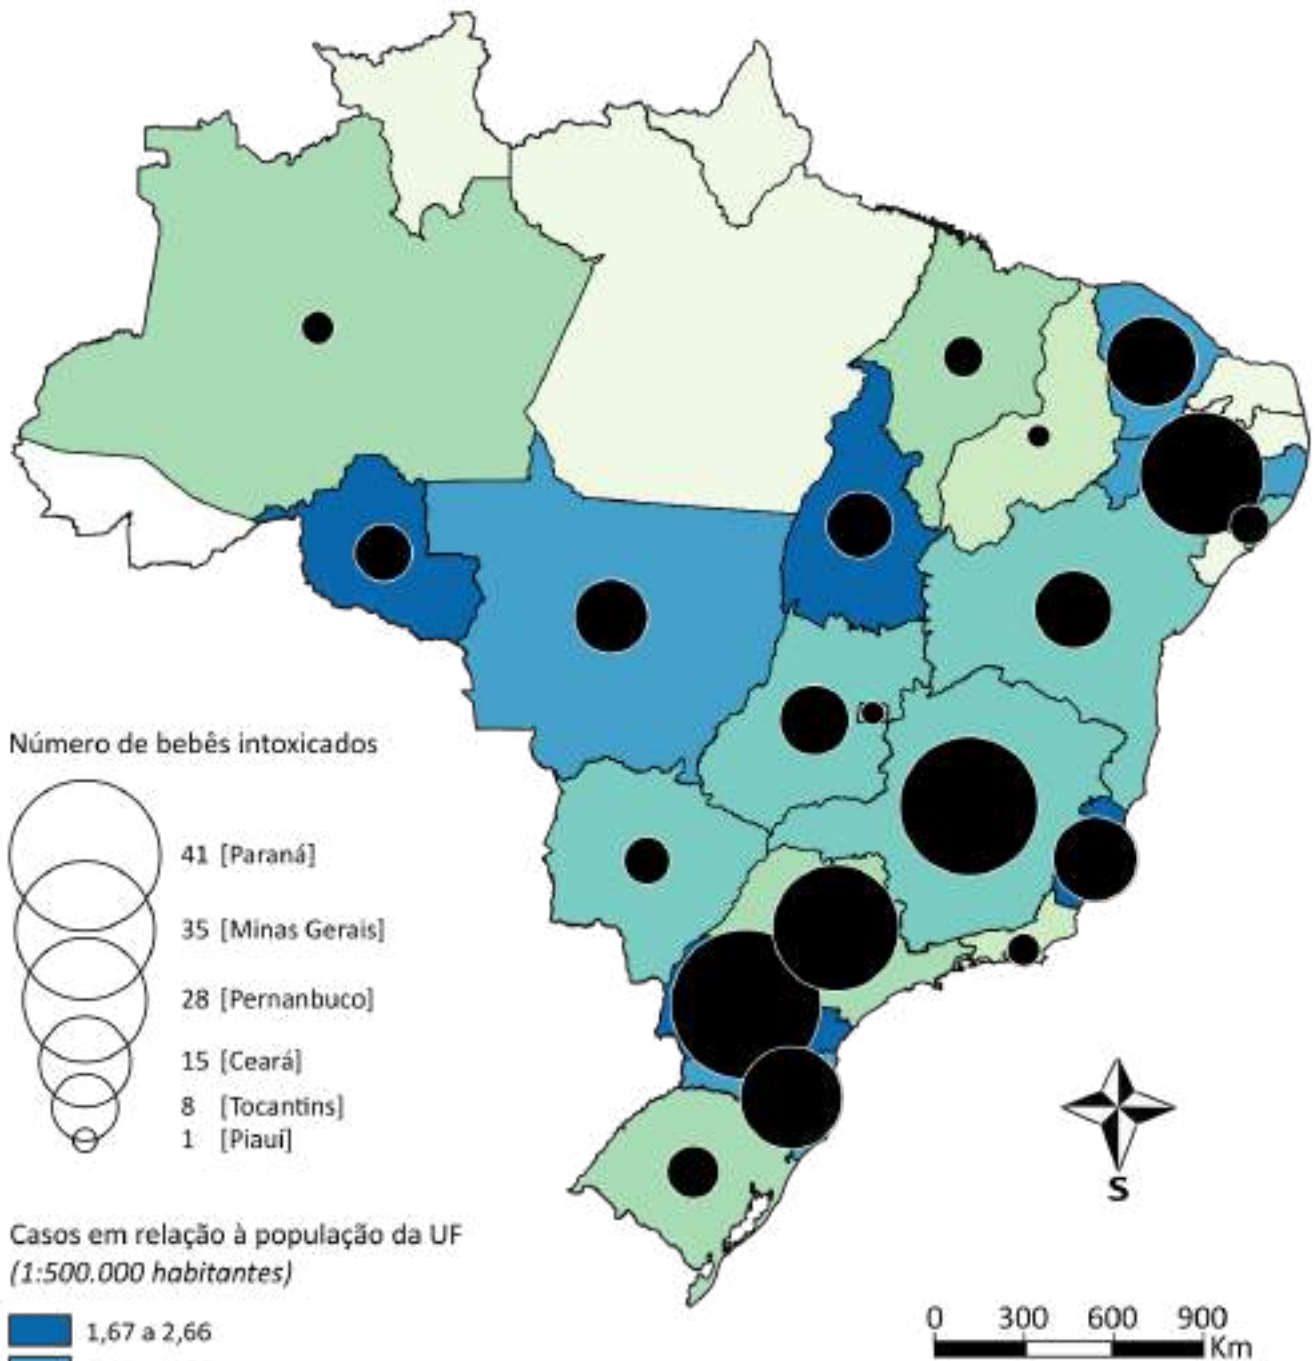 Número de bebês intoxicados
41 [Paraná]
35 [Minas Gerais]
28 [Pernanbuco]
15 [Ceará]
8 [Tocantins]
1 [Piauí]
S
Casos em relação à população da UF
(1:500.000 habitantes)
1,67 a 2,66
0 300 600 900
Km